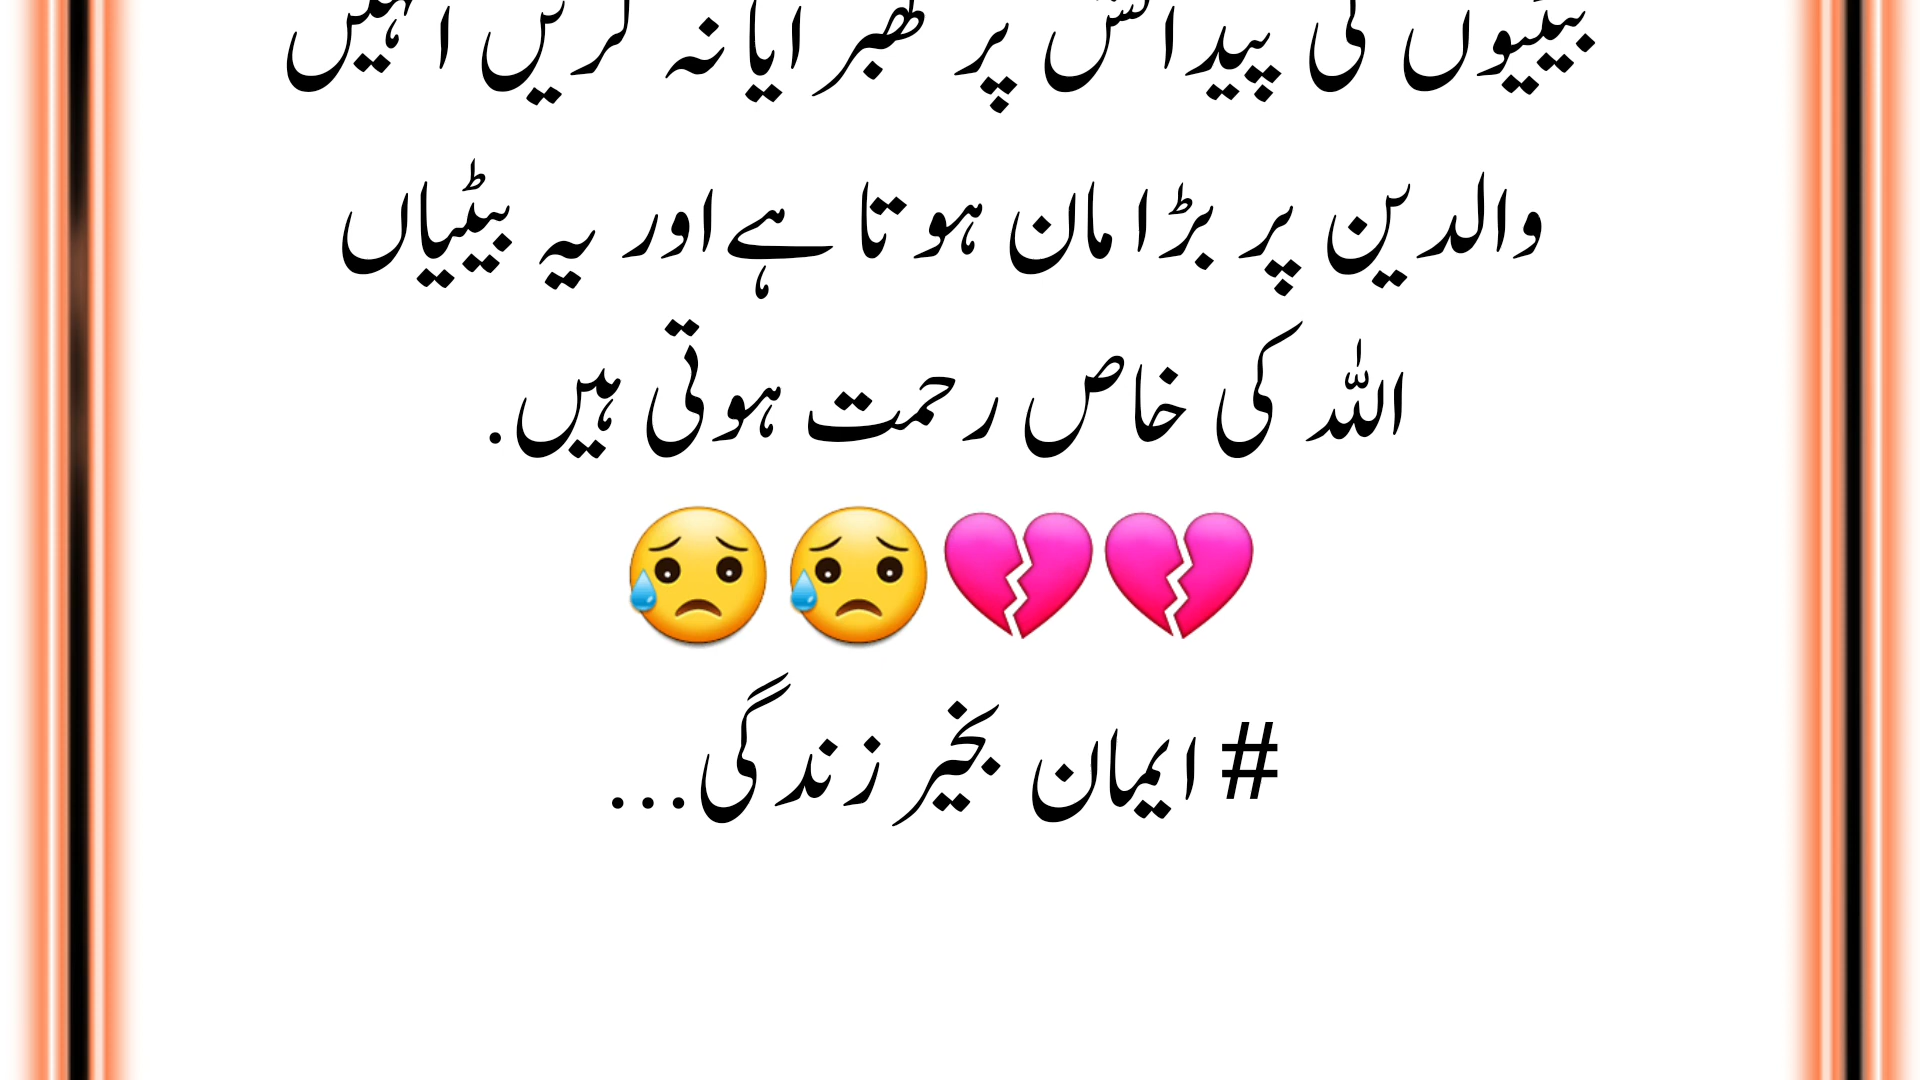 بیٹیوں کی پیدائش پر گھبرایا نہ کریں انہیں
والدین پر بڑا مان ہوتا ہے اور یہ بیٹیاں
اللہ کی خاص رحمت ہوتی ہیں.
😥😥💔💔
# ایمان بخیر زندگی...